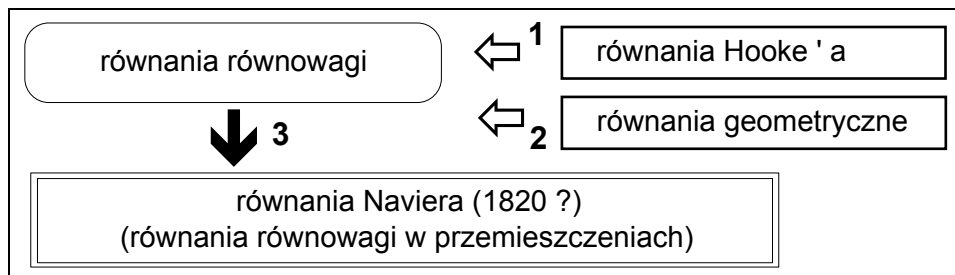 równania równowagi
1
równania Hooke ' a
2
równania geometryczne
3
równania Naviera (1820 ?)
(równania równowagi w przemieszczeniach)